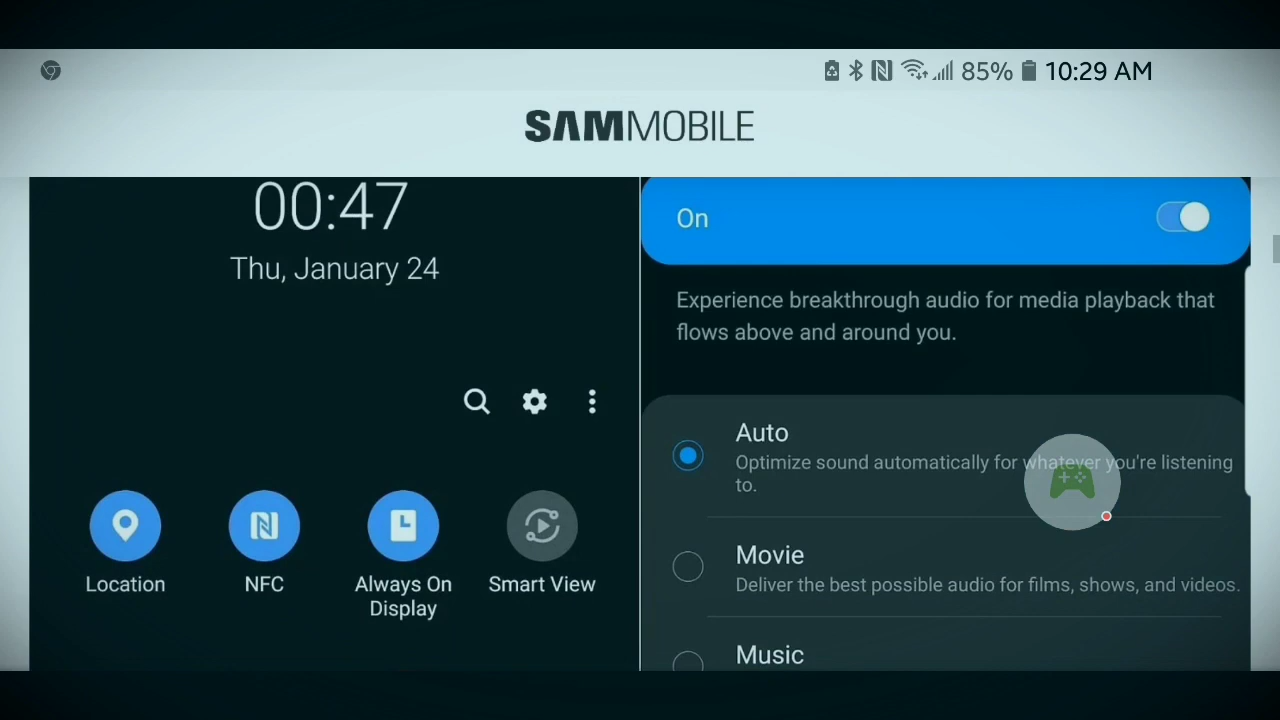 85% 10:29 AM
SAMMOBILE
00:47
Thu, January 24
Location
NFC
Always On
Display
Smart View
On
Experience breakthrough audio for media playback that
flows above and around you.
Auto
Optimize sound automatically for whatever you're listening
to.
Movie
Deliver the best possible audio for films, shows, and videos.
Music